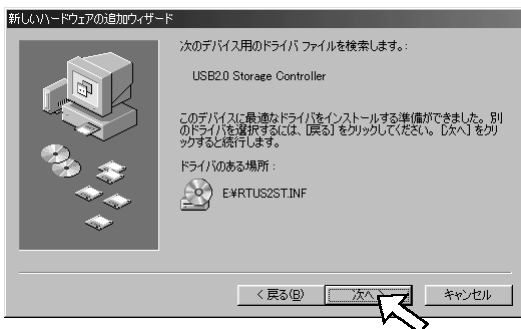 新しいハードウェアの追加ウィザード
次のデバイス用のドライバ ファイルを検索します。:
USB2.0 Storage Controller
このデバイスに最適なドライバをインストールする準備ができました。別
のドライバを選択するには、[戻る] をクリックしてください。[次へ] をクリ
ックすると続行します。
ドライバのある場所 :
E:¥RTUS2ST.INF
< 戻る(B)
次へ >
キャンセル